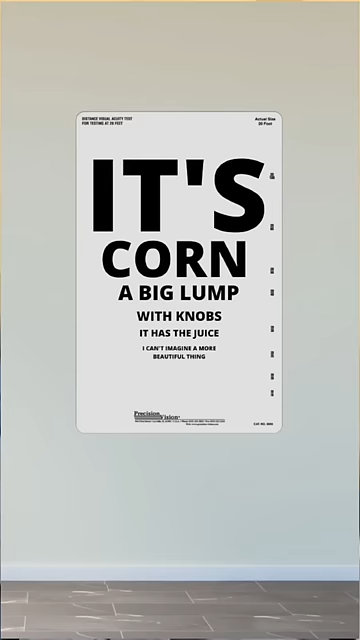 DISTANCE VISUAL ACUITY TEST
FOR TESTING AT 20 FEET
Actual Size
20 Foot
IT'S
CORN
A BIG LUMP
WITH KNOBS
IT HAS THE JUICE
I CAN'T IMAGINE A MORE
BEAUTIFUL THING
Precision
Vision